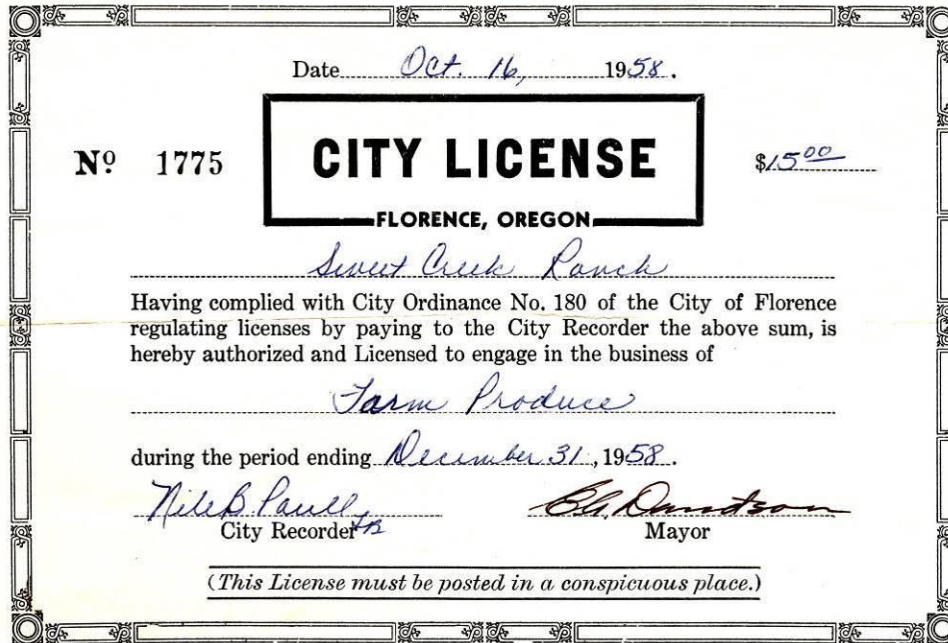 Date Oct. 16, 1958.
Nº 1775
CITY LICENSE
$15.00
FLORENCE, OREGON
Sweet Creek Ranch
Having complied with City Ordinance No. 180 of the City of Florence
regulating licenses by paying to the City Recorder the above sum, is
hereby authorized and Licensed to engage in the business of
Farm Produce
during the period ending December 31, 1958.
City Recorder Mayor
(This License must be posted in a conspicuous place.)